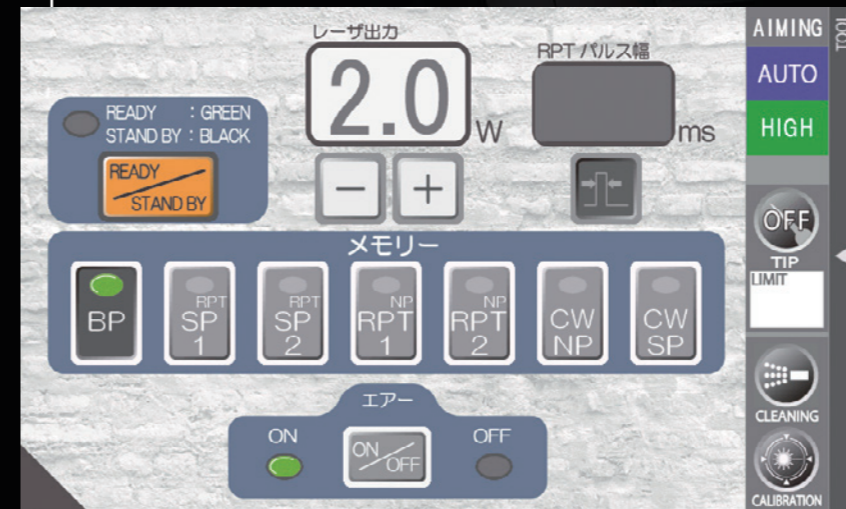 レーザ出力
2.0
W
RPT パルス幅
ms
READY : GREEN
STAND BY : BLACK
READY
STAND BY
メモリー
BP
RPT
SP
1
RPT
SP
2
NP
RPT
1
NP
RPT
2
CW
NP
CW
SP
エアー
ON
ON/OFF
OFF
AIMING
AUTO
HIGH
OFF
TIP
LIMIT
CLEANING
CALIBRATION
TOOL